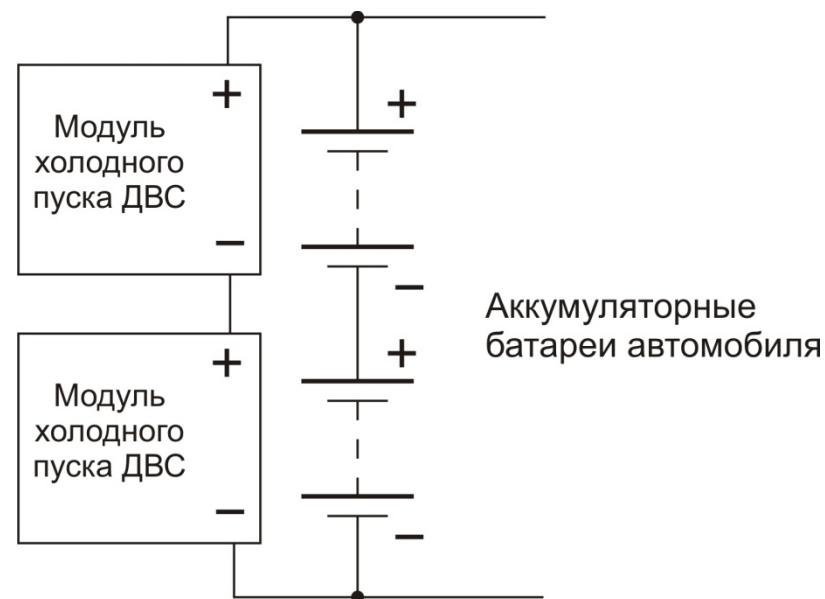 +
Модуль
холодного
пуска ДВС
−
+
−
Аккумуляторные
батареи автомобиля
+
Модуль
холодного
пуска ДВС
−
+
−